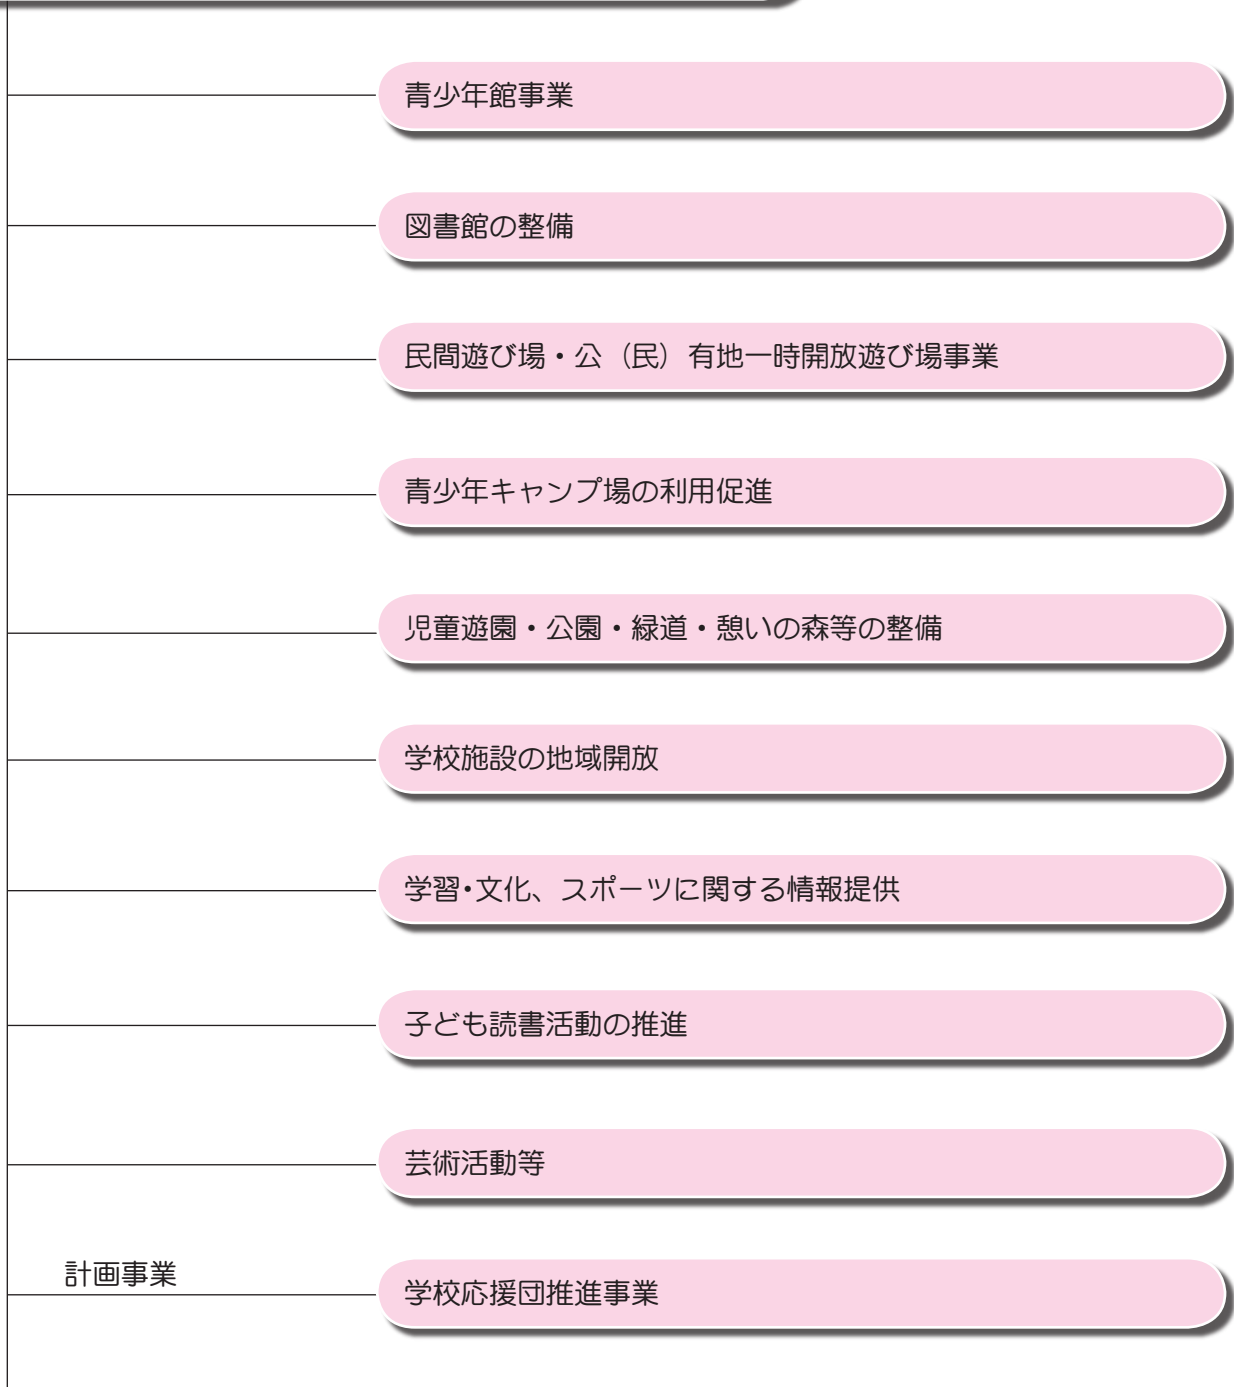 青少年館事業
図書館の整備
民間遊び場・公（民）有地一時開放遊び場事業
青少年キャンプ場の利用促進
児童遊園・公園・緑道・憩いの森等の整備
学校施設の地域開放
学習・文化、スポーツに関する情報提供
子ども読書活動の推進
芸術活動等
計画事業
学校応援団推進事業